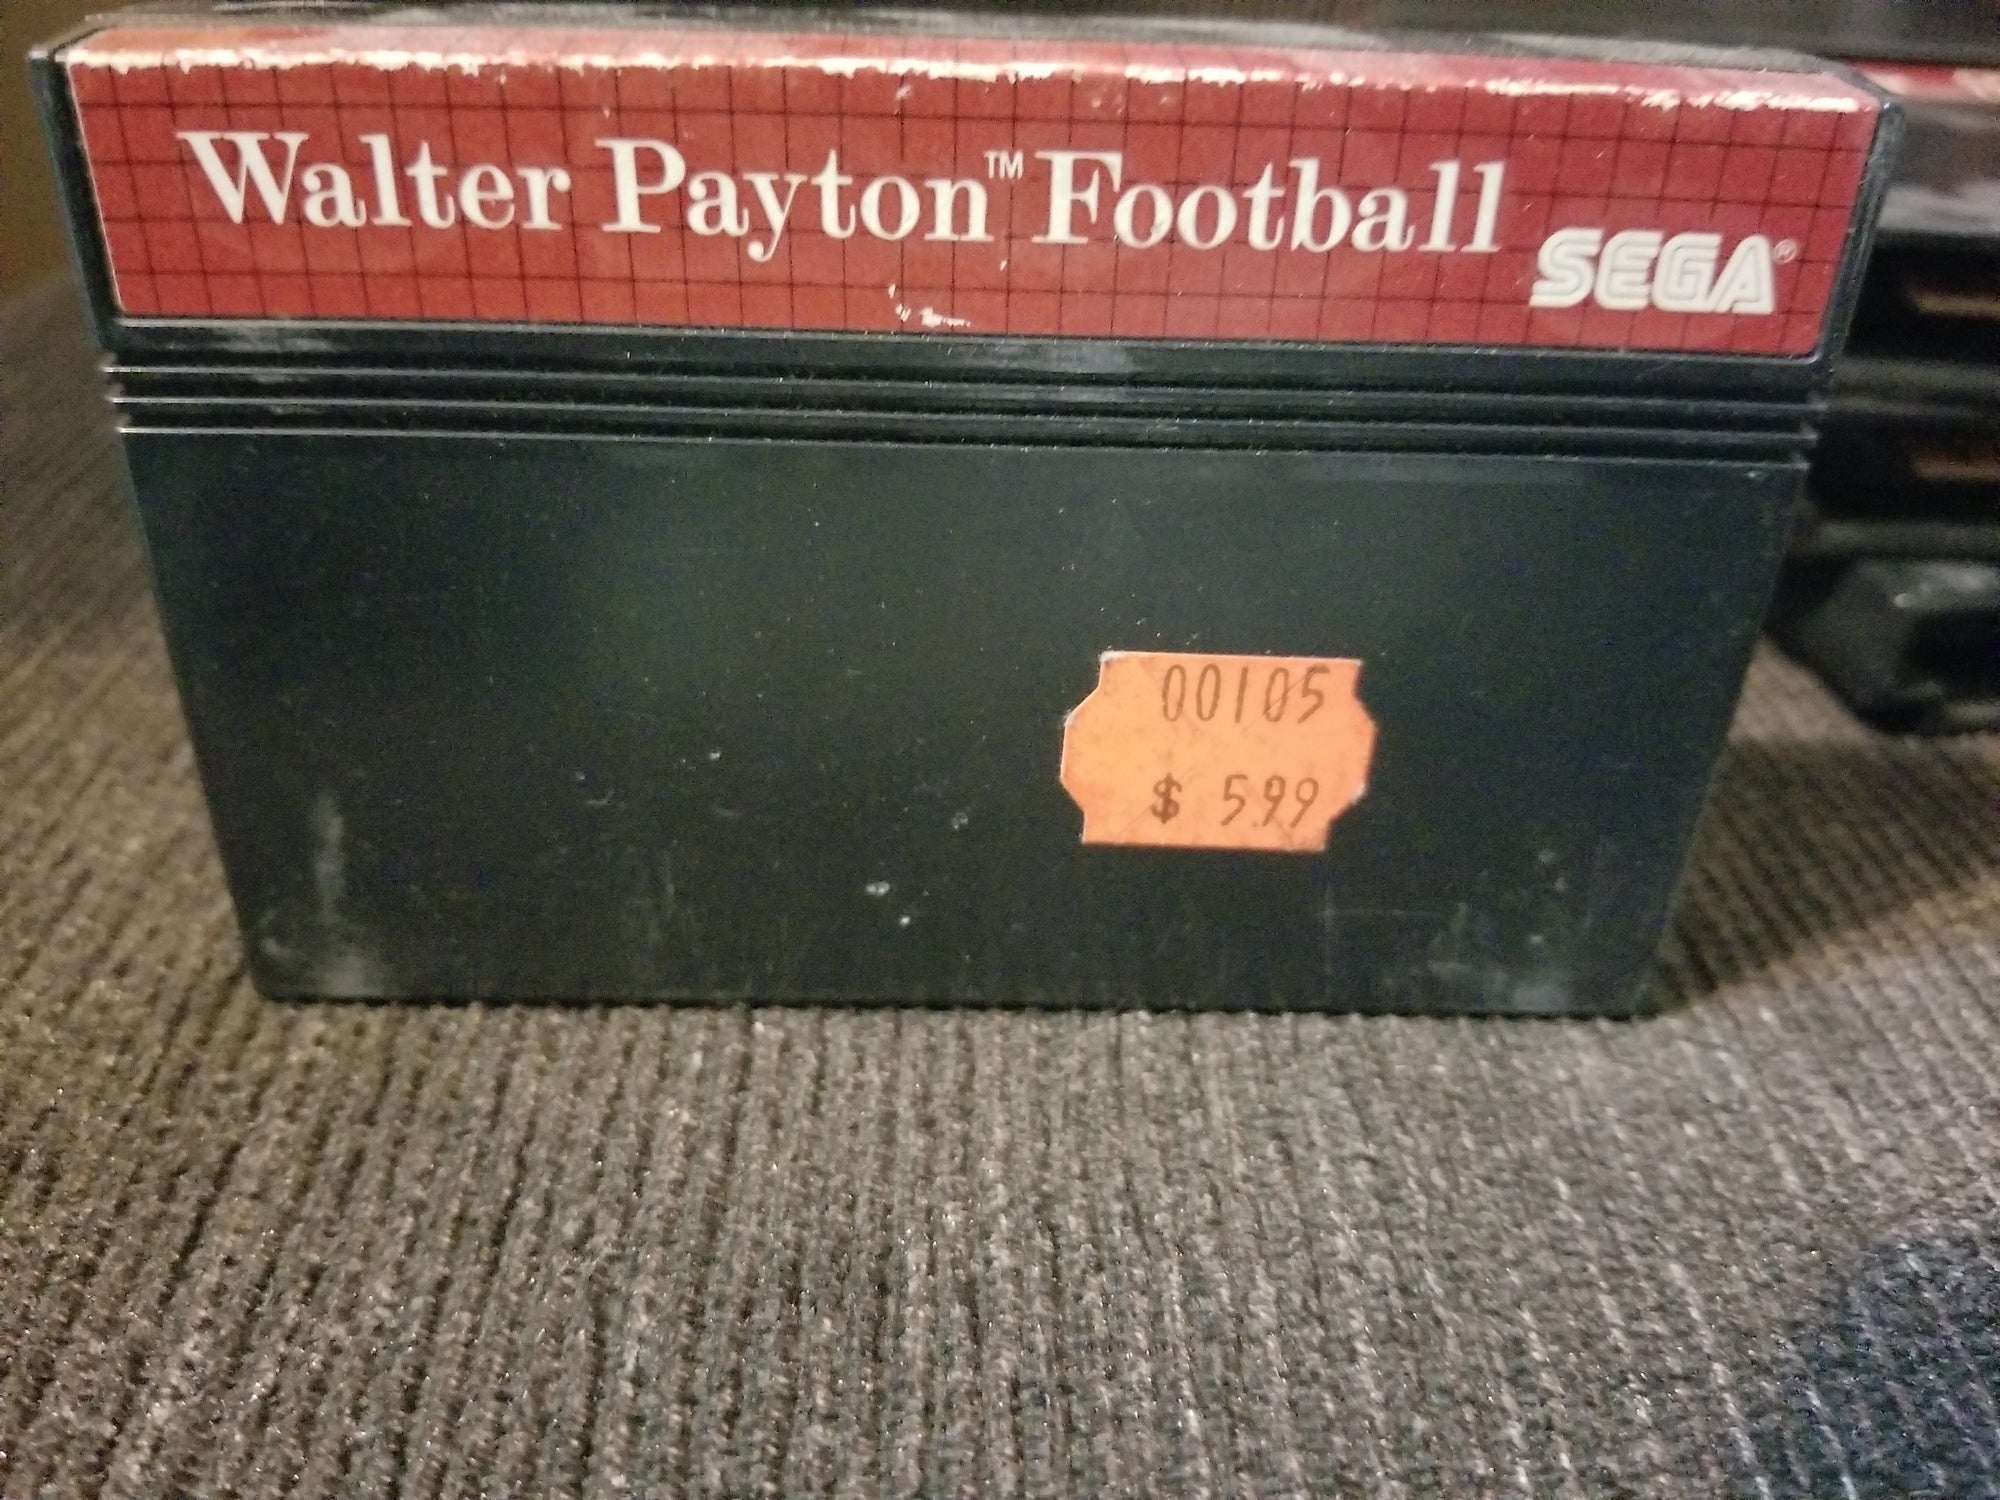 Walter Payton™ Football
SEGA®
00105
$ 5.99